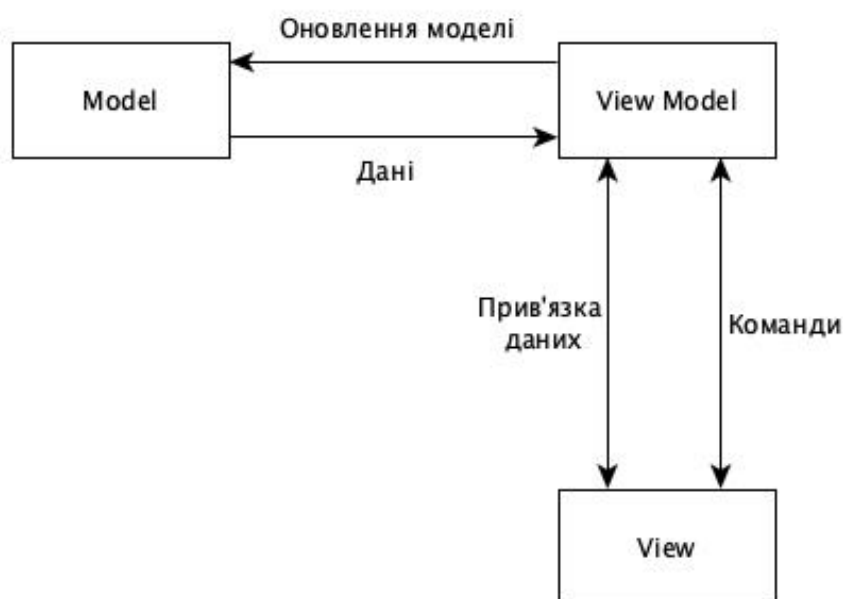 Оновлення моделі
Model
View Model
Дані
Прив'язка
даних
Команди
View